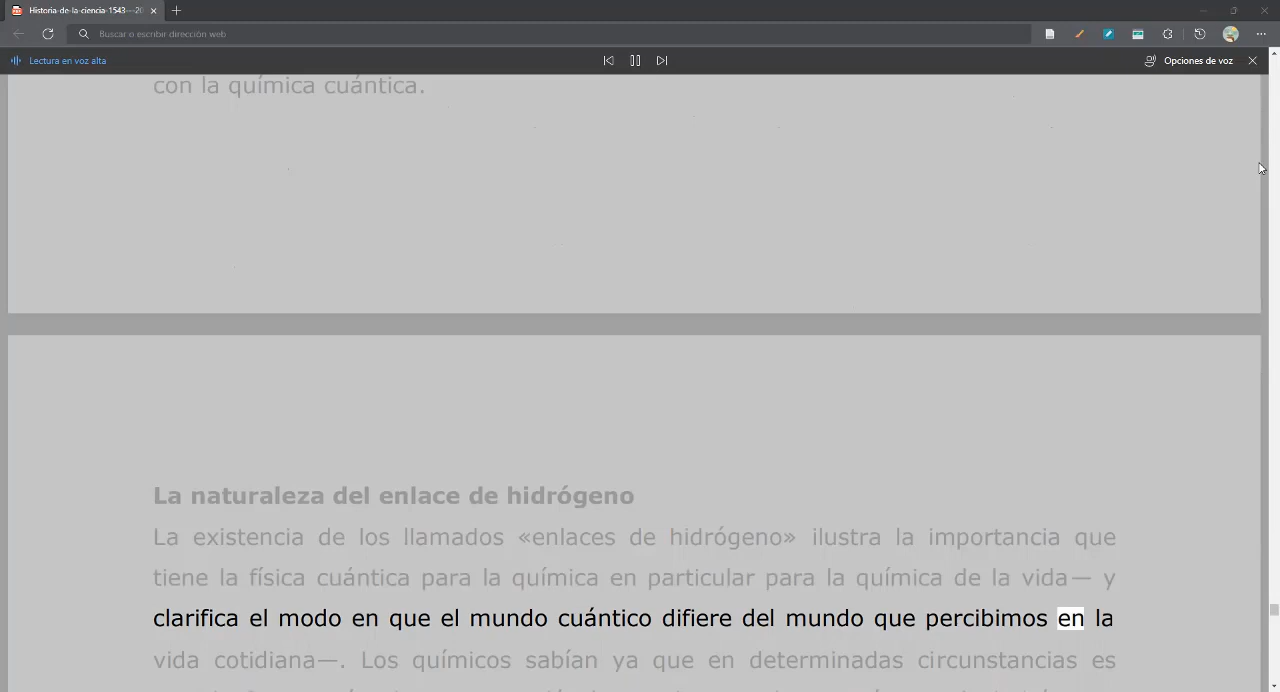 Historia-de-la-ciencia-1543---20
Buscar o escribir dirección web
Lectura en voz alta
Opciones de voz
con la química cuántica.
La naturaleza del enlace de hidrógeno
La existencia de los llamados «enlaces de hidrógeno» ilustra la importancia que
tiene la física cuántica para la química en particular para la química de la vida— y
clarifica el modo en que el mundo cuántico difiere del mundo que percibimos en la
vida cotidiana—. Los químicos sabían ya que en determinadas circunstancias es